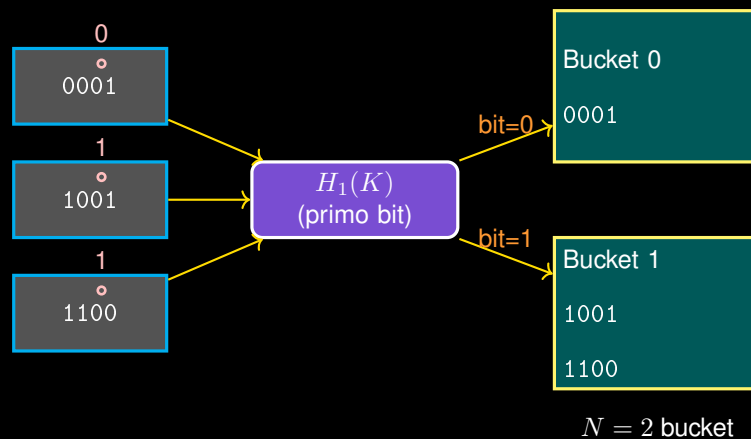 0
0001
1
1001
1
1100
H₁(K)
(primo bit)
bit=0
bit=1
Bucket 0
0001
Bucket 1
1001
1100
N = 2 bucket